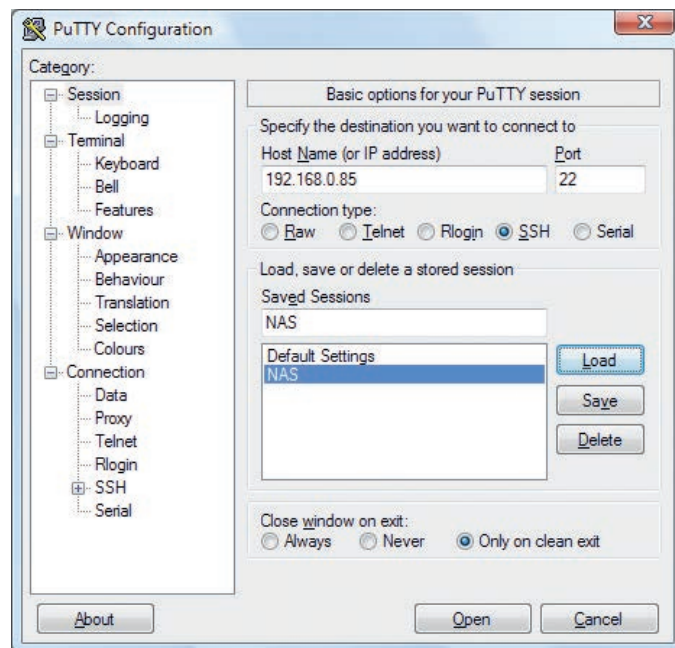 PuTTY Configuration
Category:
Session
Logging
Terminal
Keyboard
Bell
Features
Window
Appearance
Behaviour
Translation
Selection
Colours
Connection
Data
Proxy
Telnet
Rlogin
SSH
Serial
Basic options for your PuTTY session
Specify the destination you want to connect to
Host Name (or IP address) Port
192.168.0.85 22
Connection type:
Raw Telnet Rlogin SSH Serial
Load, save or delete a stored session
Saved Sessions
NAS
Default Settings
NAS
Load
Save
Delete
Close window on exit:
Always Never Only on clean exit
About Open Cancel